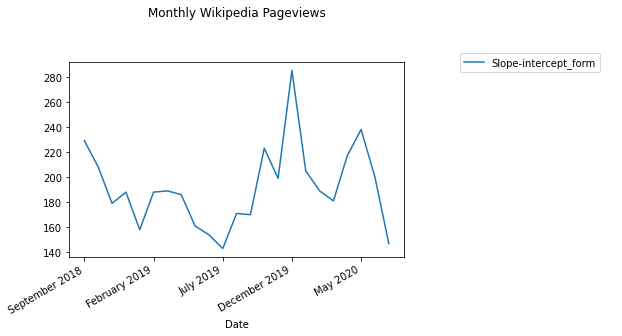 Monthly Wikipedia Pageviews
Slope-intercept_form
280
260
240
220
200
180
160
140
September 2018
February 2019
July 2019
December 2019
May 2020
Date